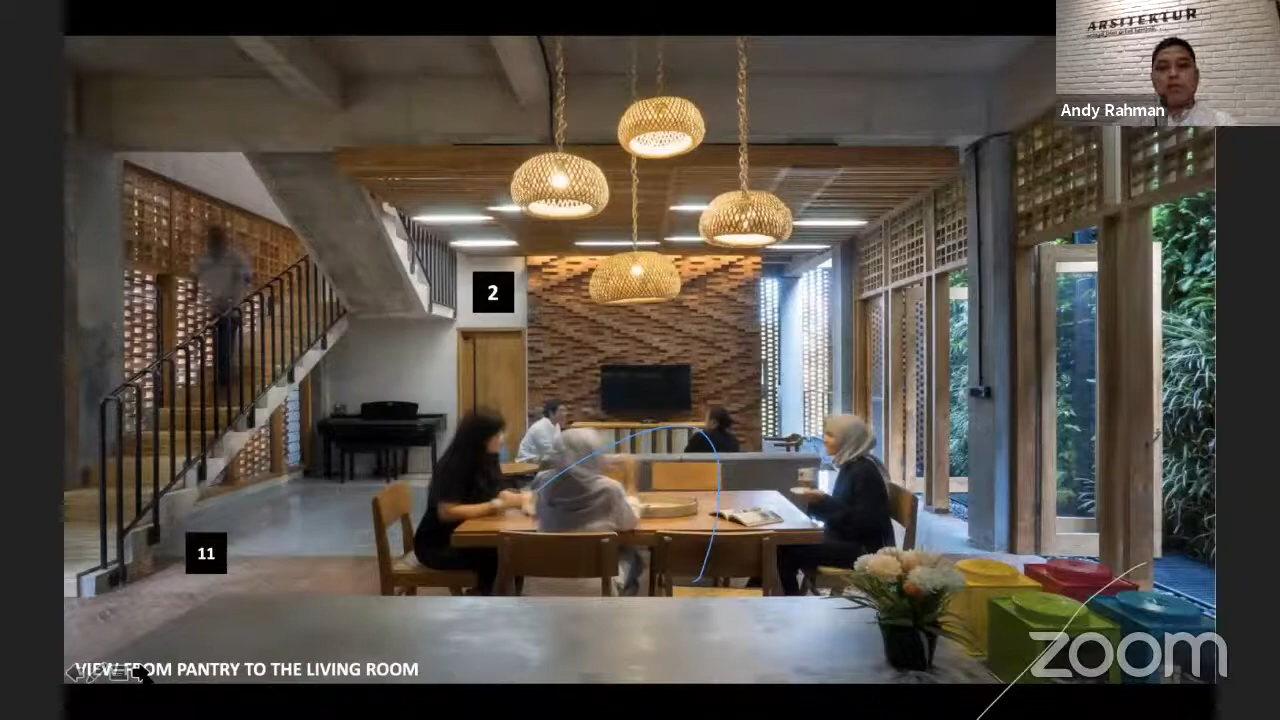 ARSITEKTUR
Andy Rahman
2
11
VIEW FROM PANTRY TO THE LIVING ROOM
zoom